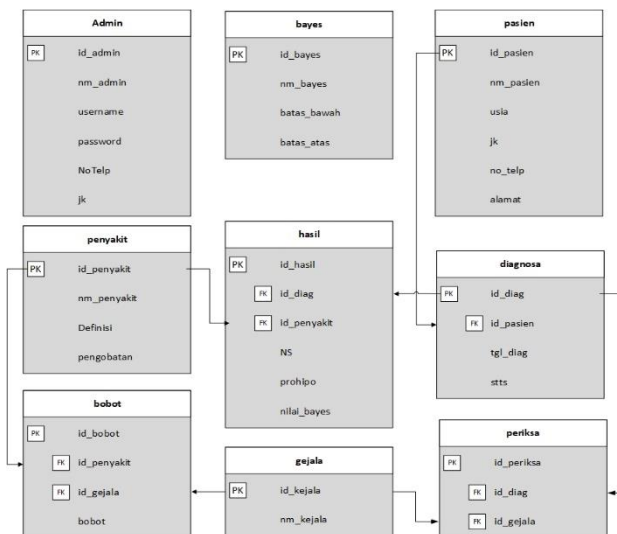 Admin
PK id_admin
nm_admin
username
password
NoTelp
jk
bayes
PK id_bayes
nm_bayes
batas_bawah
batas_atas
pasien
PK id_pasien
nm_pasien
usia
jk
no_telp
alamat
penyakit
PK id_penyakit
nm_penyakit
Definisi
pengobatan
hasil
PK id_hasil
FK id_diag
FK id_penyakit
NS
prohipo
nilai_bayes
diagnosa
PK id_diag
FK id_pasien
tgl_diag
stts
bobot
PK id_bobot
FK id_penyakit
FK id_gejala
bobot
gejala
PK id_kejala
nm_kejala
periksa
PK id_periksa
FK id_diag
FK id_gejala